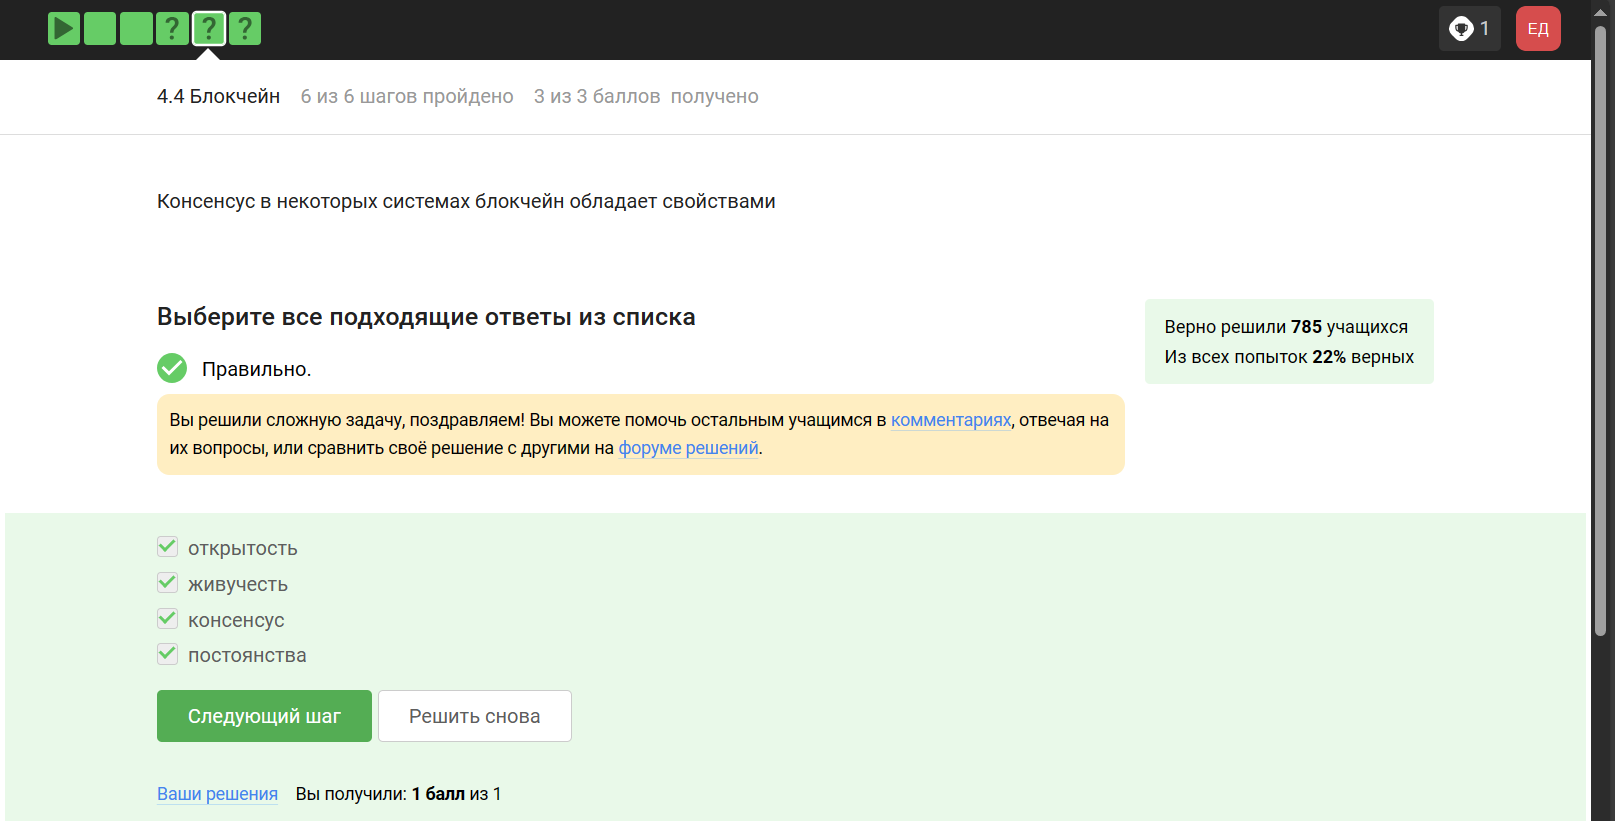 ? ? ?
1
ЕД
4.4 Блокчейн 6 из 6 шагов пройдено 3 из 3 баллов получено
Консенсус в некоторых системах блокчейн обладает свойствами
Выберите все подходящие ответы из списка
Верно решили 785 учащихся
Из всех попыток 22% верных
Правильно.
Вы решили сложную задачу, поздравляем! Вы можете помочь остальным учащимся в комментариях, отвечая на
их вопросы, или сравнить своё решение с другими на форуме решений.
открытость
живучесть
консенсус
постоянства
Следующий шаг
Решить снова
Ваши решения Вы получили: 1 балл из 1